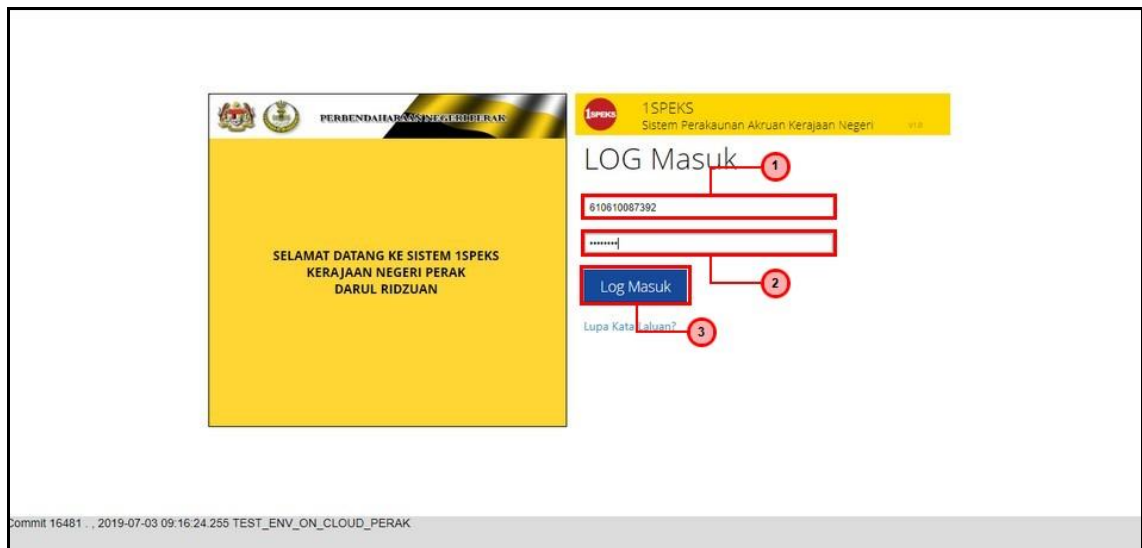 PERBENDAHARAAN NEGERI PERAK
SELAMAT DATANG KE SISTEM 1SPEKS
KERAJAAN NEGERI PERAK
DARUL RIDZUAN
1SPEKS
1SPEKS
Sistem Perakaunan Akruan Kerajaan Negeri V1.0
LOG Masuk
1
610610087392
••••••••
2
Log Masuk
Lupa Kata Laluan?
3
Commit 16481 . , 2019-07-03 09:16:24.255 TEST_ENV_ON_CLOUD_PERAK